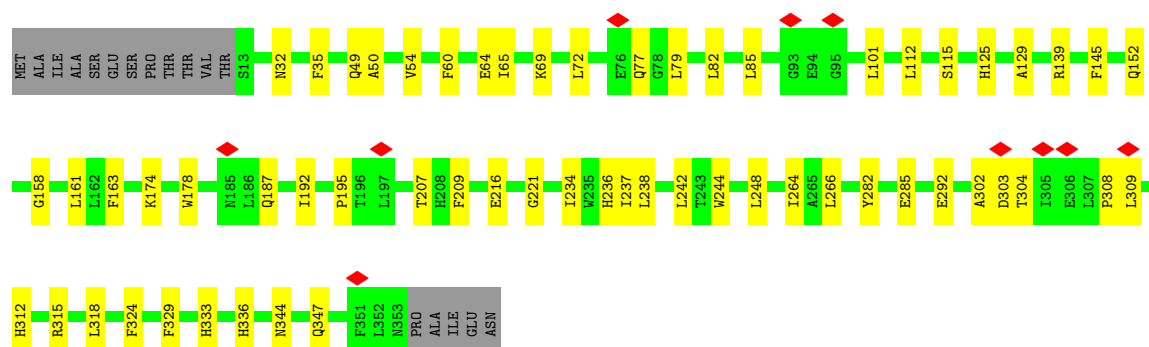 MET ALA ILE ALA SER GLU SER PRO THR THR VAL THR S13 N32 F35 Q49 A50 V54 F60 E64 I65 K69 L72 E76 Q77 G78 L79 L82 L85 G93 E94 G95 L101 L112 S115 H125 A129 R139 F145 Q152
G158 L161 L162 F163 K174 W178 N185 L186 Q187 I192 P195 T196 L197 T207 H208 F209 E216 G221 I234 W235 H236 I237 L238 L242 T243 W244 L248 I264 A265 L266 Y282 E285 E292 A302 D303 T304 I305 E306 L307 P308 L309
H312 R315 L318 F324 F329 H333 H336 N344 Q347 F351 L352 N353 PRO ALA ILE GLU ASN